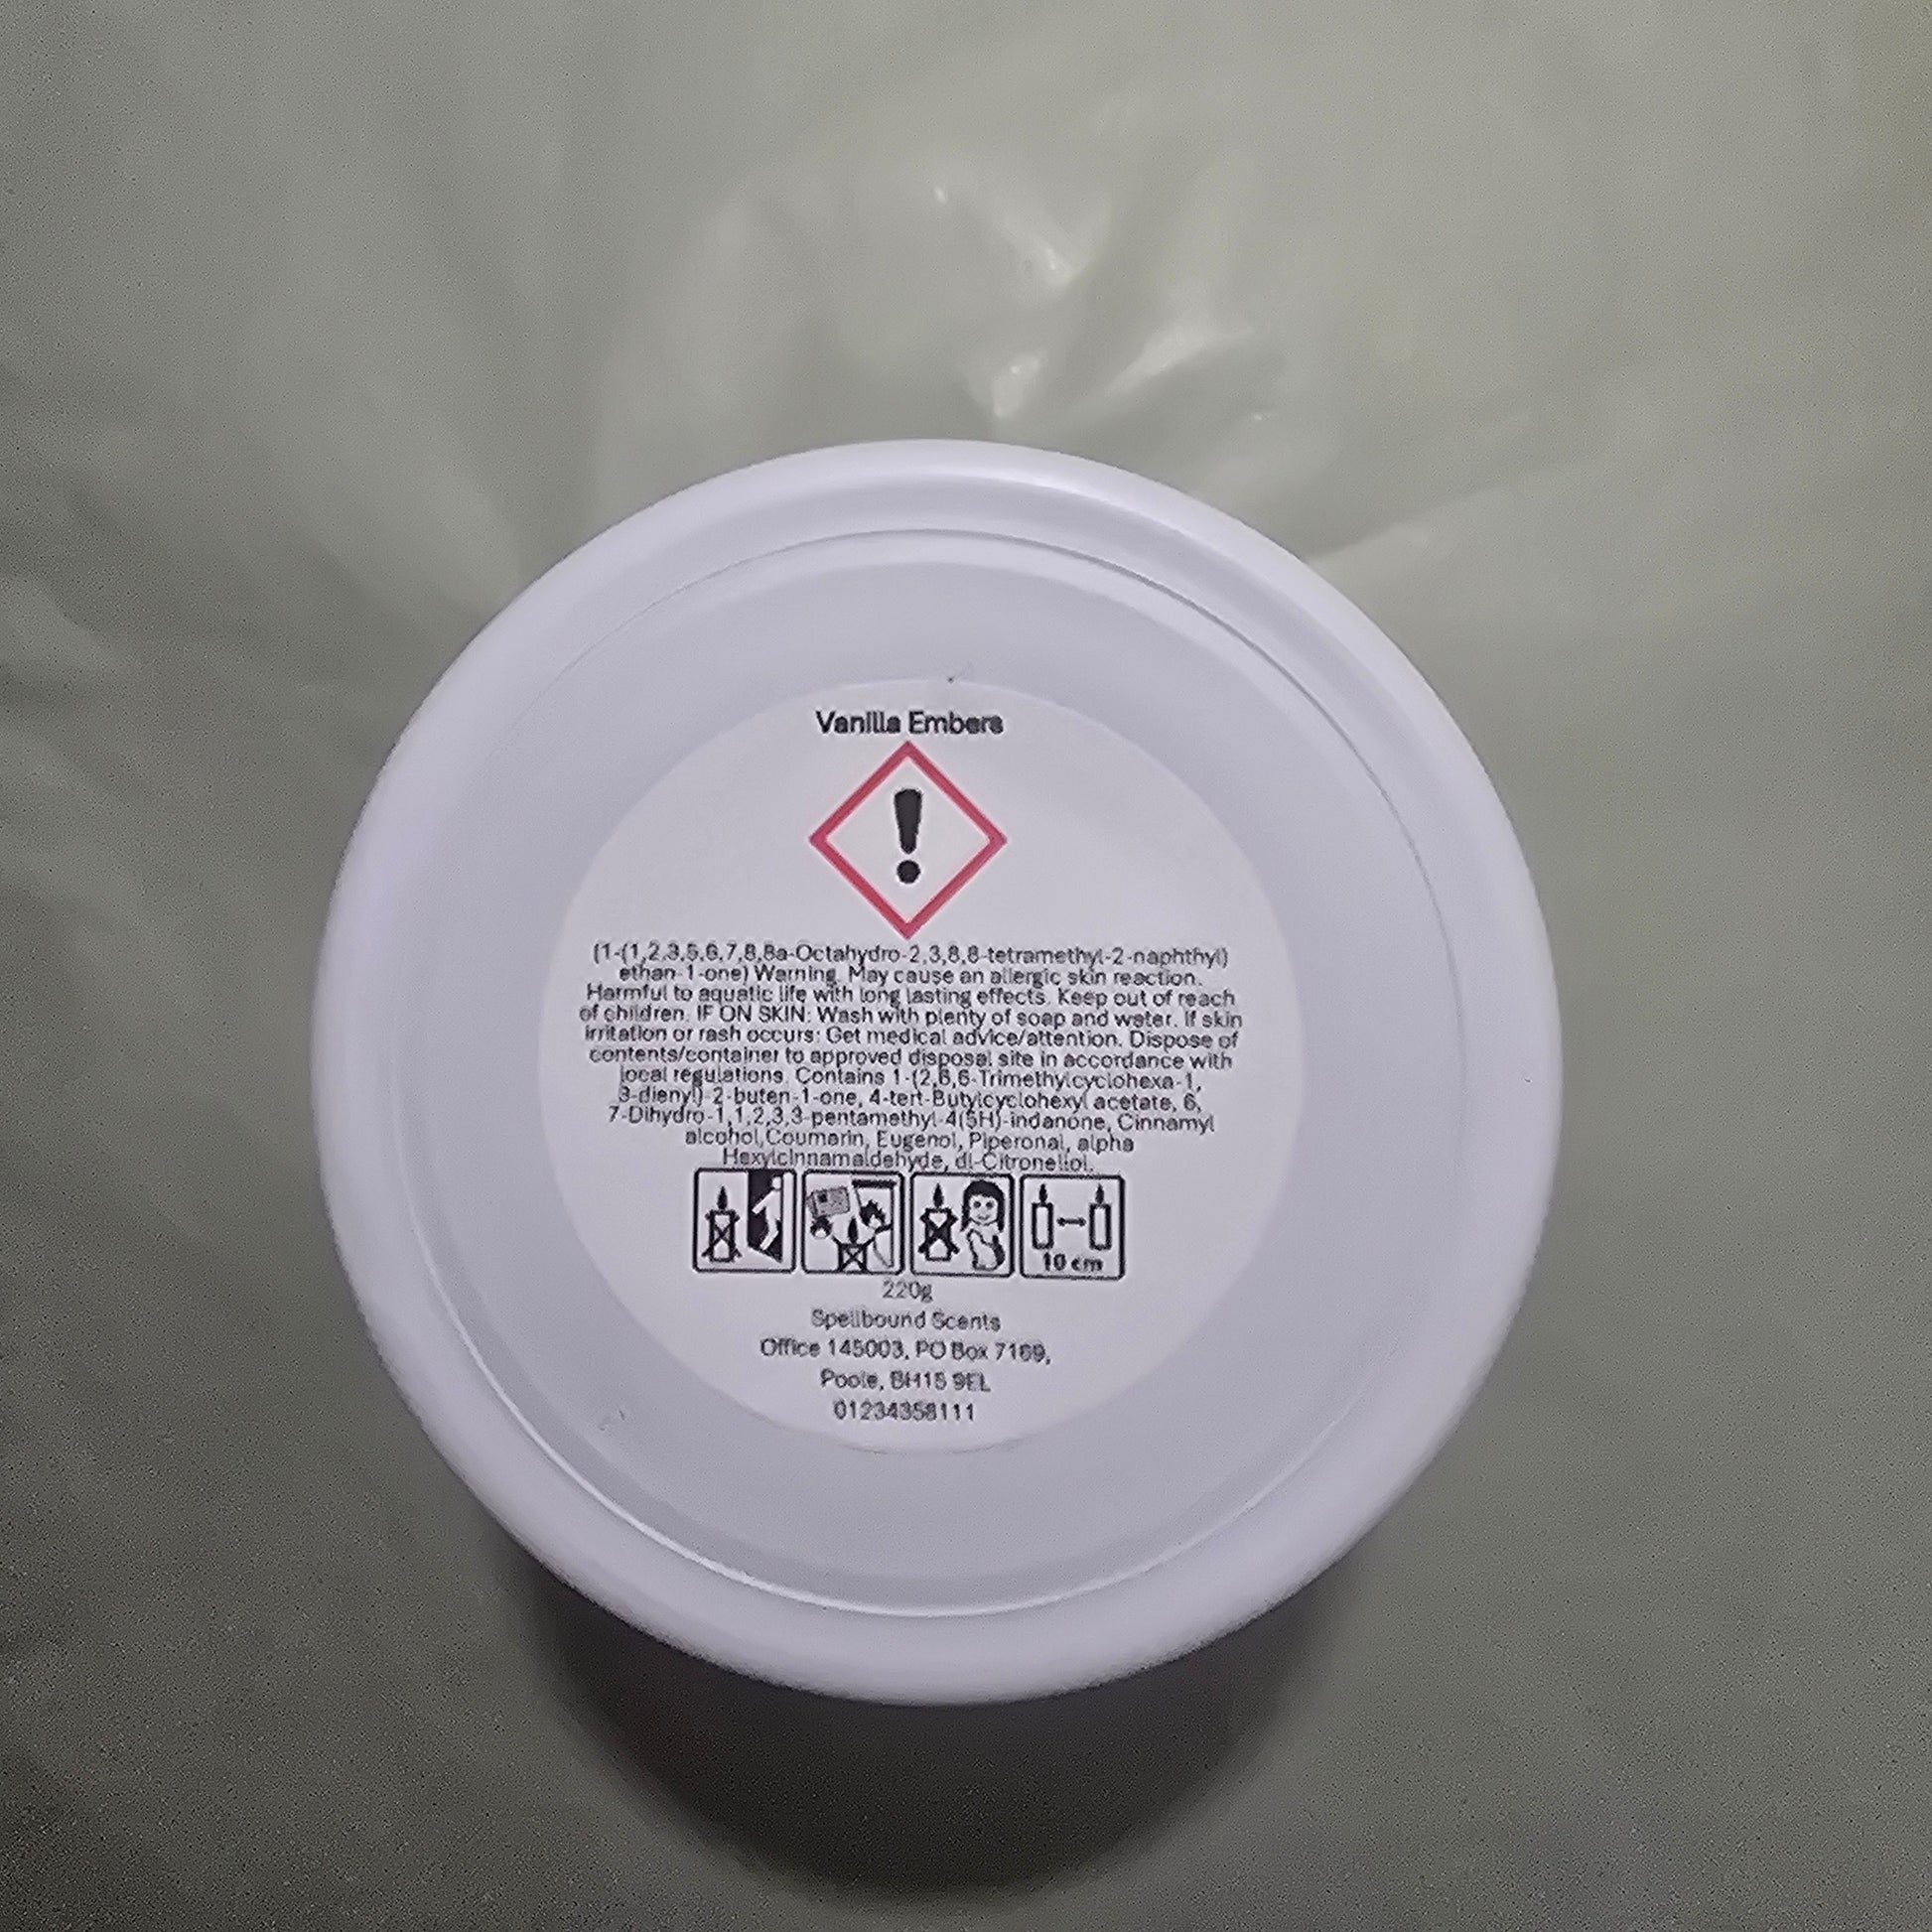 Vanilla Embers
(1-(1,2,3,5,6,7,8,8a-Octahydro-2,3,8,8-tetramethyl-2-naphthyl)
ethan-1-one) Warning. May cause an allergic skin reaction.
Harmful to aquatic life with long lasting effects. Keep out of reach
of children. IF ON SKIN: Wash with plenty of soap and water. If skin
irritation or rash occurs: Get medical advice/attention. Dispose of
contents/container to approved disposal site in accordance with
local regulations. Contains 1-(2,6,6-Trimethylcyclohexa-1,
3-dienyl)-2-buten-1-one, 4-tert-Butylcyclohexyl acetate, 6,
7-Dihydro-1,1,2,3,3-pentamethyl-4(5H)-indanone, Cinnamyl
alcohol,Coumarin, Eugenol, Piperonal, alpha
Hexylcinnamaldehyde, dl-Citronellol.
10 cm
220g
Spellbound Scents
Office 145003, PO Box 7169,
Poole, BH15 9EL
01234358111